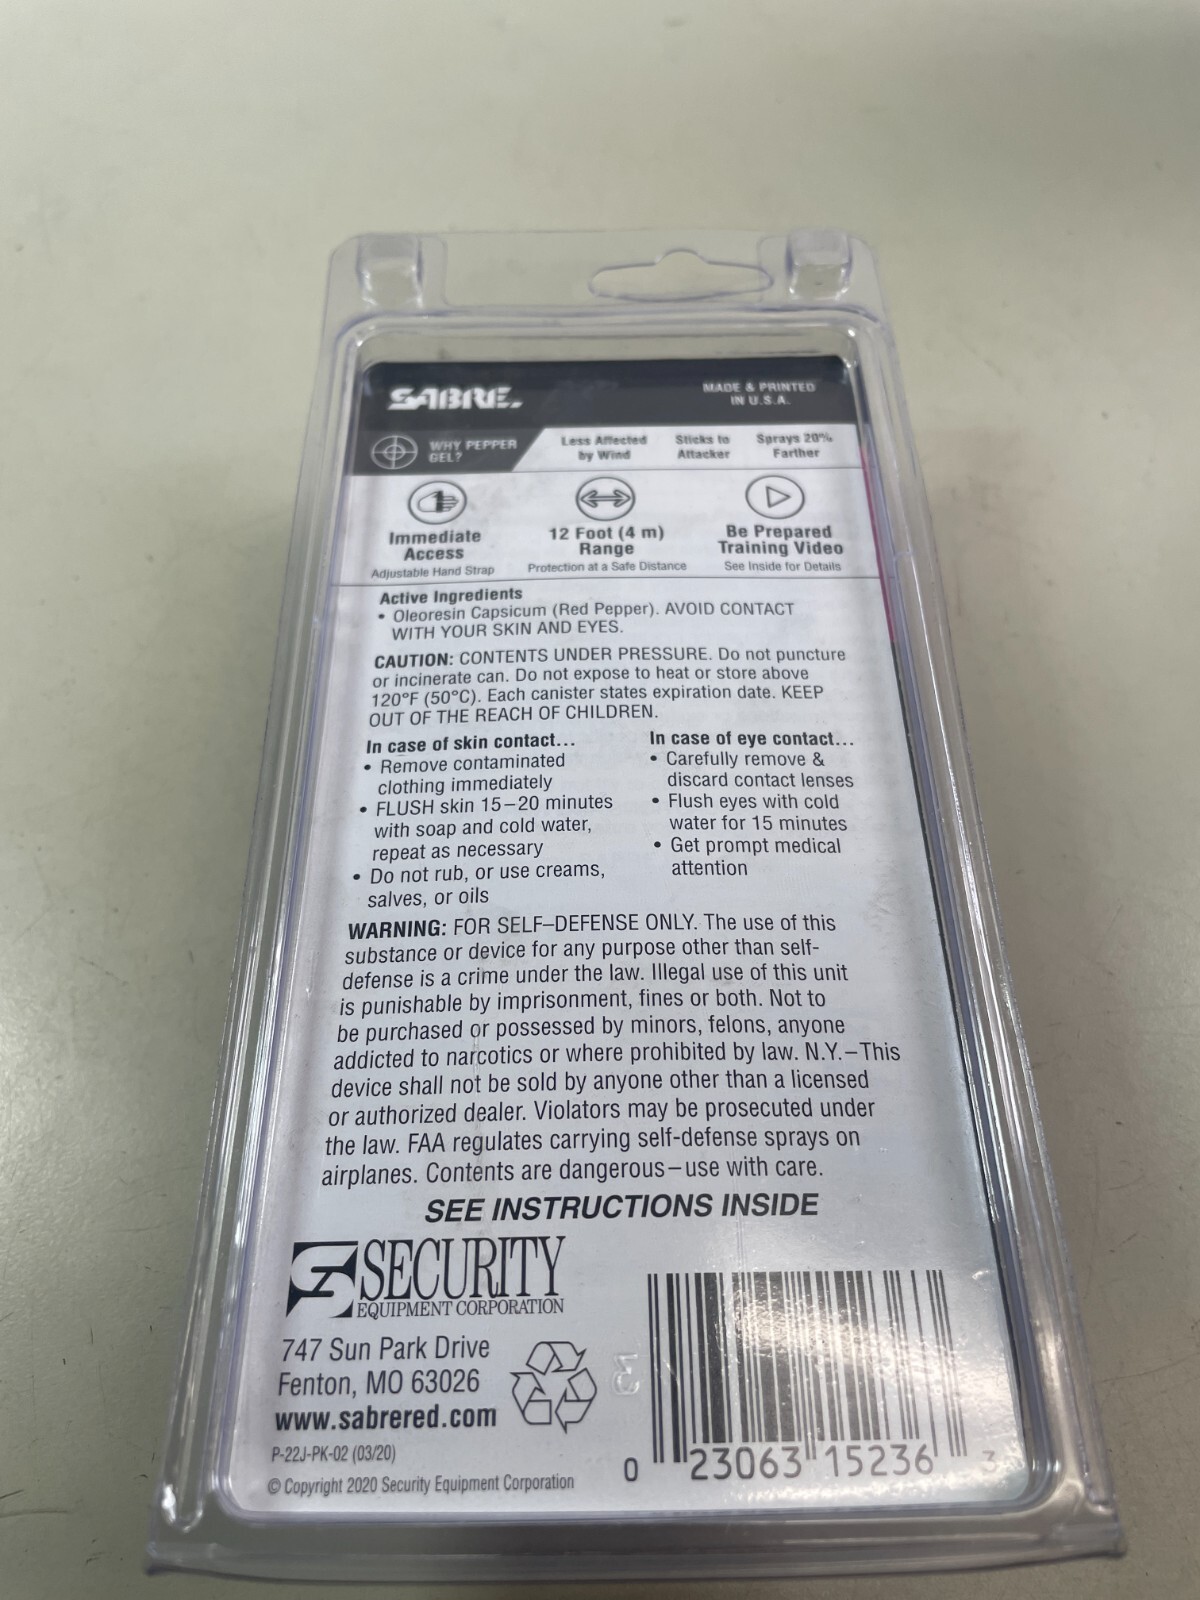 SABRE.
MADE & PRINTED
IN U.S.A.
WHY PEPPER
GEL?
Less Affected
by Wind
Sticks to
Attacker
Sprays 20%
Farther
Immediate
Access
Adjustable Hand Strap
12 Foot (4 m)
Range
Protection at a Safe Distance
Be Prepared
Training Video
See Inside for Details
Active Ingredients
• Oleoresin Capsicum (Red Pepper). AVOID CONTACT
WITH YOUR SKIN AND EYES.
CAUTION: CONTENTS UNDER PRESSURE. Do not puncture
or incinerate can. Do not expose to heat or store above
120°F (50°C). Each canister states expiration date. KEEP
OUT OF THE REACH OF CHILDREN.
In case of skin contact...
• Remove contaminated
clothing immediately
• FLUSH skin 15–20 minutes
with soap and cold water,
repeat as necessary
• Do not rub, or use creams,
salves, or oils
In case of eye contact...
• Carefully remove &
discard contact lenses
• Flush eyes with cold
water for 15 minutes
• Get prompt medical
attention
WARNING: FOR SELF–DEFENSE ONLY. The use of this
substance or device for any purpose other than self-
defense is a crime under the law. Illegal use of this unit
is punishable by imprisonment, fines or both. Not to
be purchased or possessed by minors, felons, anyone
addicted to narcotics or where prohibited by law. N.Y.–This
device shall not be sold by anyone other than a licensed
or authorized dealer. Violators may be prosecuted under
the law. FAA regulates carrying self-defense sprays on
airplanes. Contents are dangerous–use with care.
SEE INSTRUCTIONS INSIDE
SECURITY
EQUIPMENT CORPORATION
747 Sun Park Drive
Fenton, MO 63026
www.sabrered.com
P-22J-PK-02 (03/20)
© Copyright 2020 Security Equipment Corporation
0 23063 15236 3